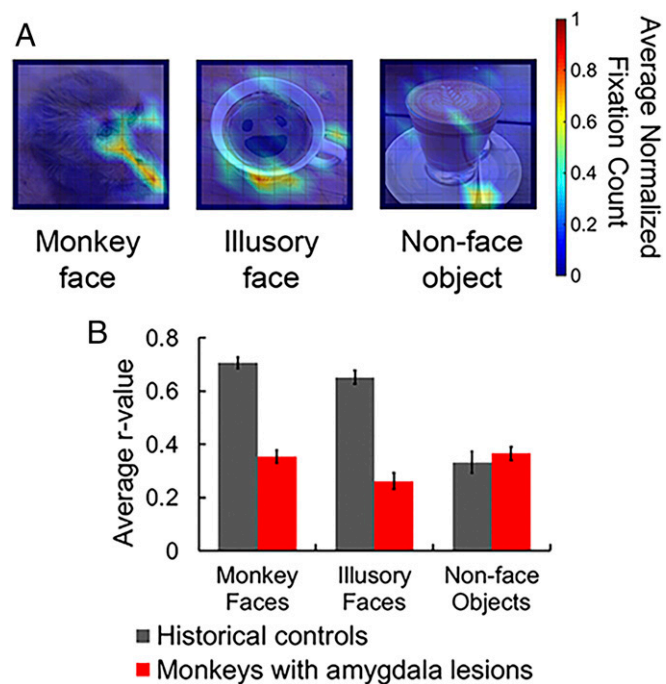 A
Monkey
face
Illusory
face
Non-face
object
1
0.8
0.6
0.4
0.2
0
Average Normalized
Fixation Count
B
Average r-value
0.8
0.6
0.4
0.2
0
Monkey
Faces
Illusory
Faces
Non-face
Objects
Historical controls
Monkeys with amygdala lesions